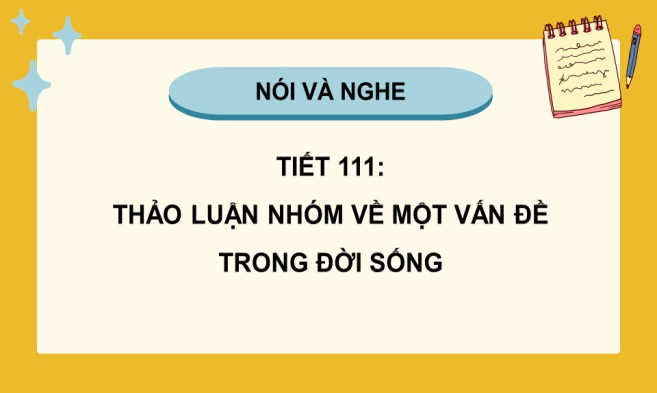 NÓI VÀ NGHE
TIẾT 111:
THẢO LUẬN NHÓM VỀ MỘT VẤN ĐỀ
TRONG ĐỜI SỐNG